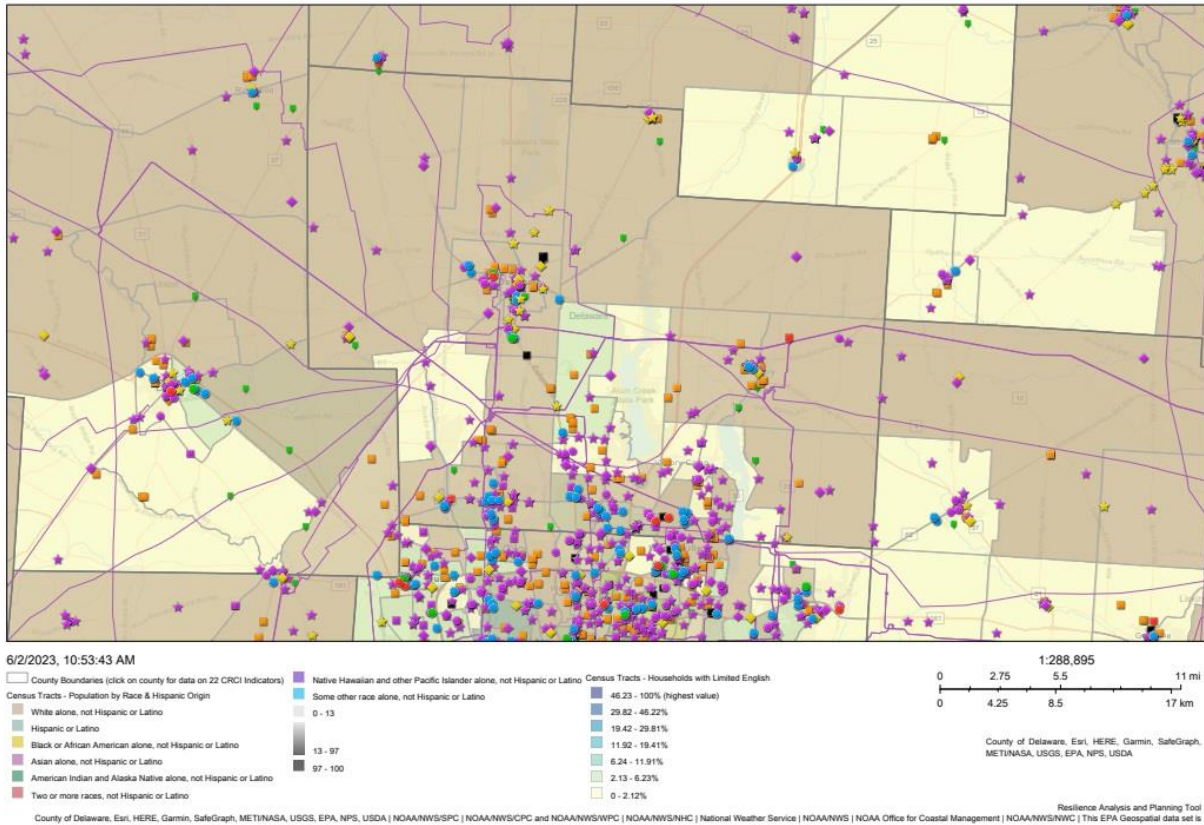 Delaware
Alum Creek
State Park
6/2/2023, 10:53:43 AM
County Boundaries (click on county for data on 22 CRCI Indicators)
Census Tracts - Population by Race & Hispanic Origin
White alone, not Hispanic or Latino
Hispanic or Latino
Black or African American alone, not Hispanic or Latino
Asian alone, not Hispanic or Latino
American Indian and Alaska Native alone, not Hispanic or Latino
Two or more races, not Hispanic or Latino
Native Hawaiian and other Pacific Islander alone, not Hispanic or Latino
Some other race alone, not Hispanic or Latino
0 - 13
13 - 97
97 - 100
Census Tracts - Households with Limited English
46.23 - 100% (highest value)
29.82 - 46.22%
19.42 - 29.81%
11.92 - 19.41%
6.24 - 11.91%
2.13 - 6.23%
0 - 2.12%
1:288,895
0 2.75 5.5 11 mi
0 4.25 8.5 17 km
County of Delaware, Esri, HERE, Garmin, SafeGraph,
METI/NASA, USGS, EPA, NPS, USDA
Resilience Analysis and Planning Tool
County of Delaware, Esri, HERE, Garmin, SafeGraph, METI/NASA, USGS, EPA, NPS, USDA | NOAA/NWS/SPC | NOAA/NWS/CPC and NOAA/NWS/WPC | NOAA/NWS/NHC | National Weather Service | NOAA/NWS | NOAA Office for Coastal Management | NOAA/NWS/NWC | This EPA Geospatial data set is